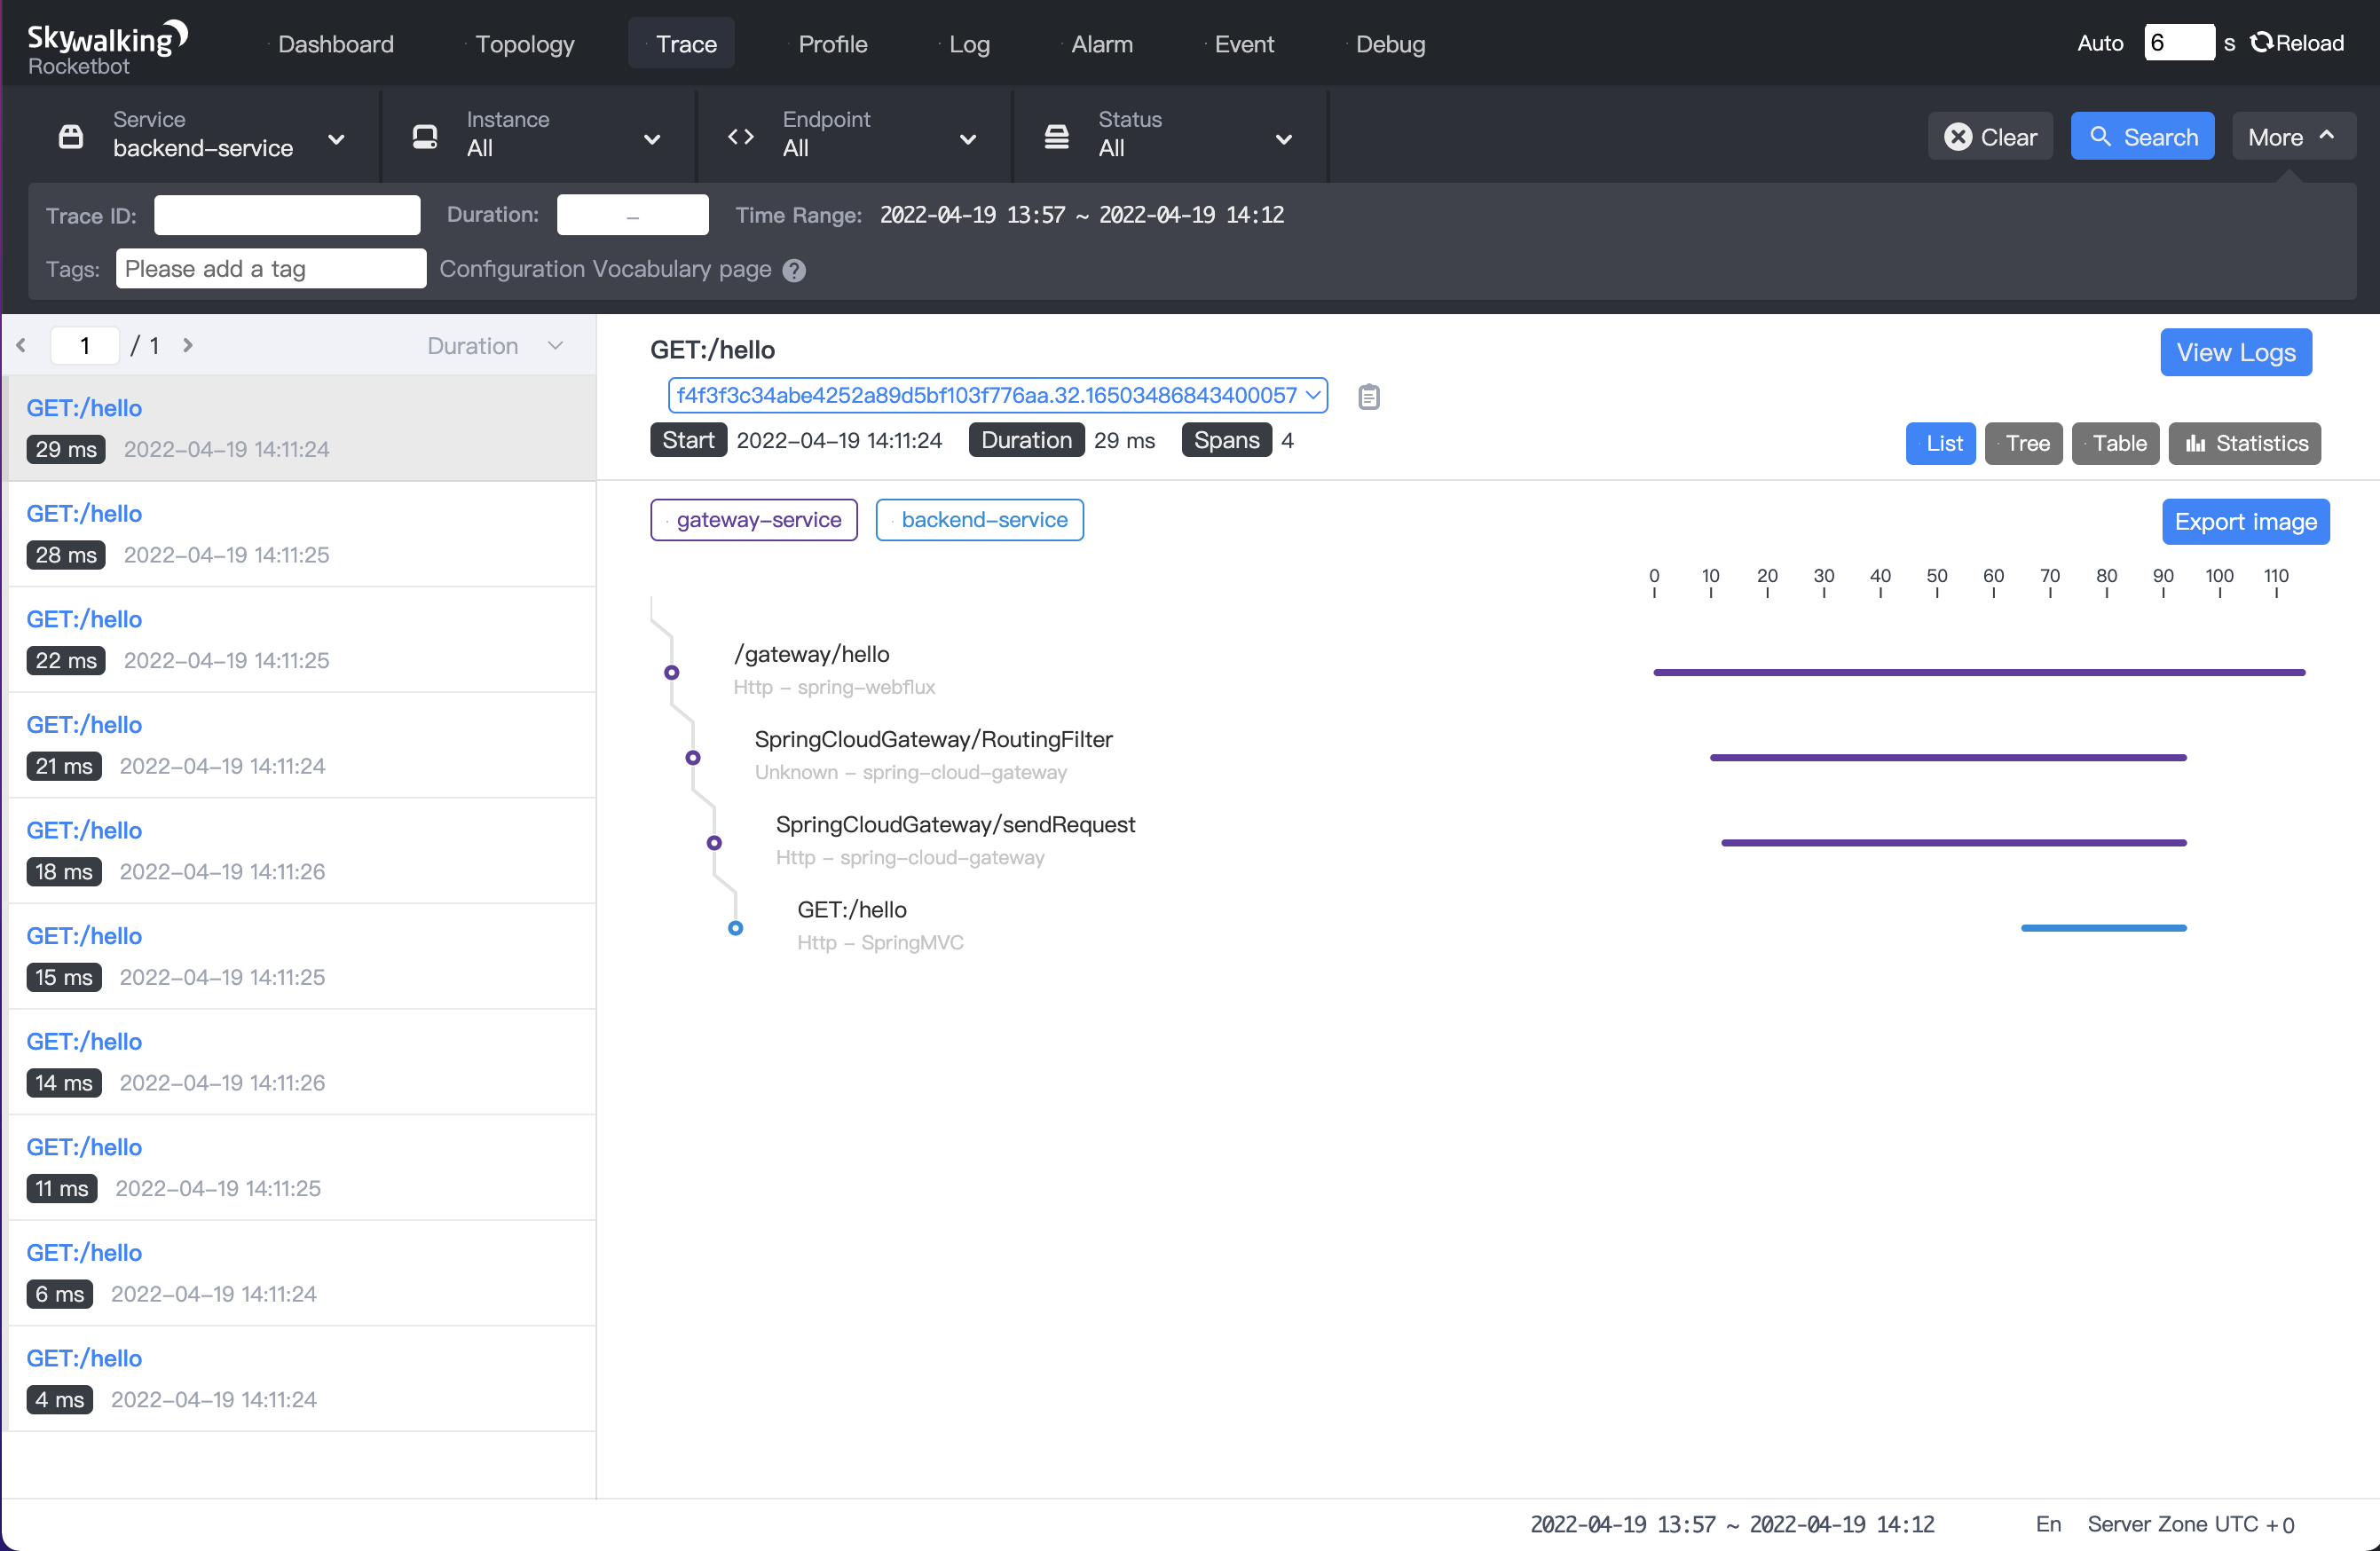 Skywalking
Rocketbot
Dashboard Topology Trace Profile Log Alarm Event Debug
Auto 6 s Reload
Service
backend-service
Instance
All
Endpoint
All
Status
All
Clear Search More
Trace ID: Duration: - Time Range: 2022-04-19 13:57 ~ 2022-04-19 14:12
Tags: Please add a tag Configuration Vocabulary page ?
1 / 1 Duration
GET:/hello
29 ms 2022-04-19 14:11:24
GET:/hello
28 ms 2022-04-19 14:11:25
GET:/hello
22 ms 2022-04-19 14:11:25
GET:/hello
21 ms 2022-04-19 14:11:24
GET:/hello
18 ms 2022-04-19 14:11:26
GET:/hello
15 ms 2022-04-19 14:11:25
GET:/hello
14 ms 2022-04-19 14:11:26
GET:/hello
11 ms 2022-04-19 14:11:25
GET:/hello
6 ms 2022-04-19 14:11:24
GET:/hello
4 ms 2022-04-19 14:11:24
GET:/hello
View Logs
f4f3f3c34abe4252a89d5bf103f776aa.32.16503486843400057
Start 2022-04-19 14:11:24 Duration 29 ms Spans 4
List Tree Table Statistics
gateway-service backend-service
Export image
0 10 20 30 40 50 60 70 80 90 100 110
/gateway/hello
Http - spring-webflux
SpringCloudGateway/RoutingFilter
Unknown - spring-cloud-gateway
SpringCloudGateway/sendRequest
Http - spring-cloud-gateway
GET:/hello
Http - SpringMVC
2022-04-19 13:57 ~ 2022-04-19 14:12 En Server Zone UTC +0